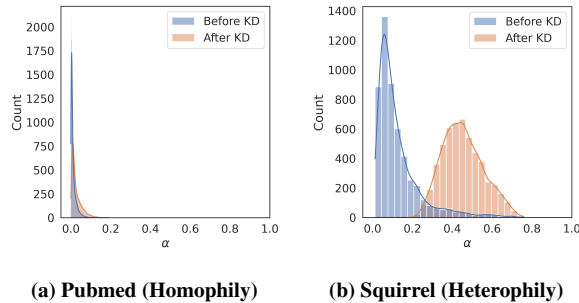 Before KD
After KD
2000
1750
1500
1250
1000
750
500
250
0
Count
0.0 0.2 0.4 0.6 0.8 1.0
α
(a) Pubmed (Homophily)
Before KD
After KD
1400
1200
1000
800
600
400
200
0
Count
0.0 0.2 0.4 0.6 0.8 1.0
α
(b) Squirrel (Heterophily)